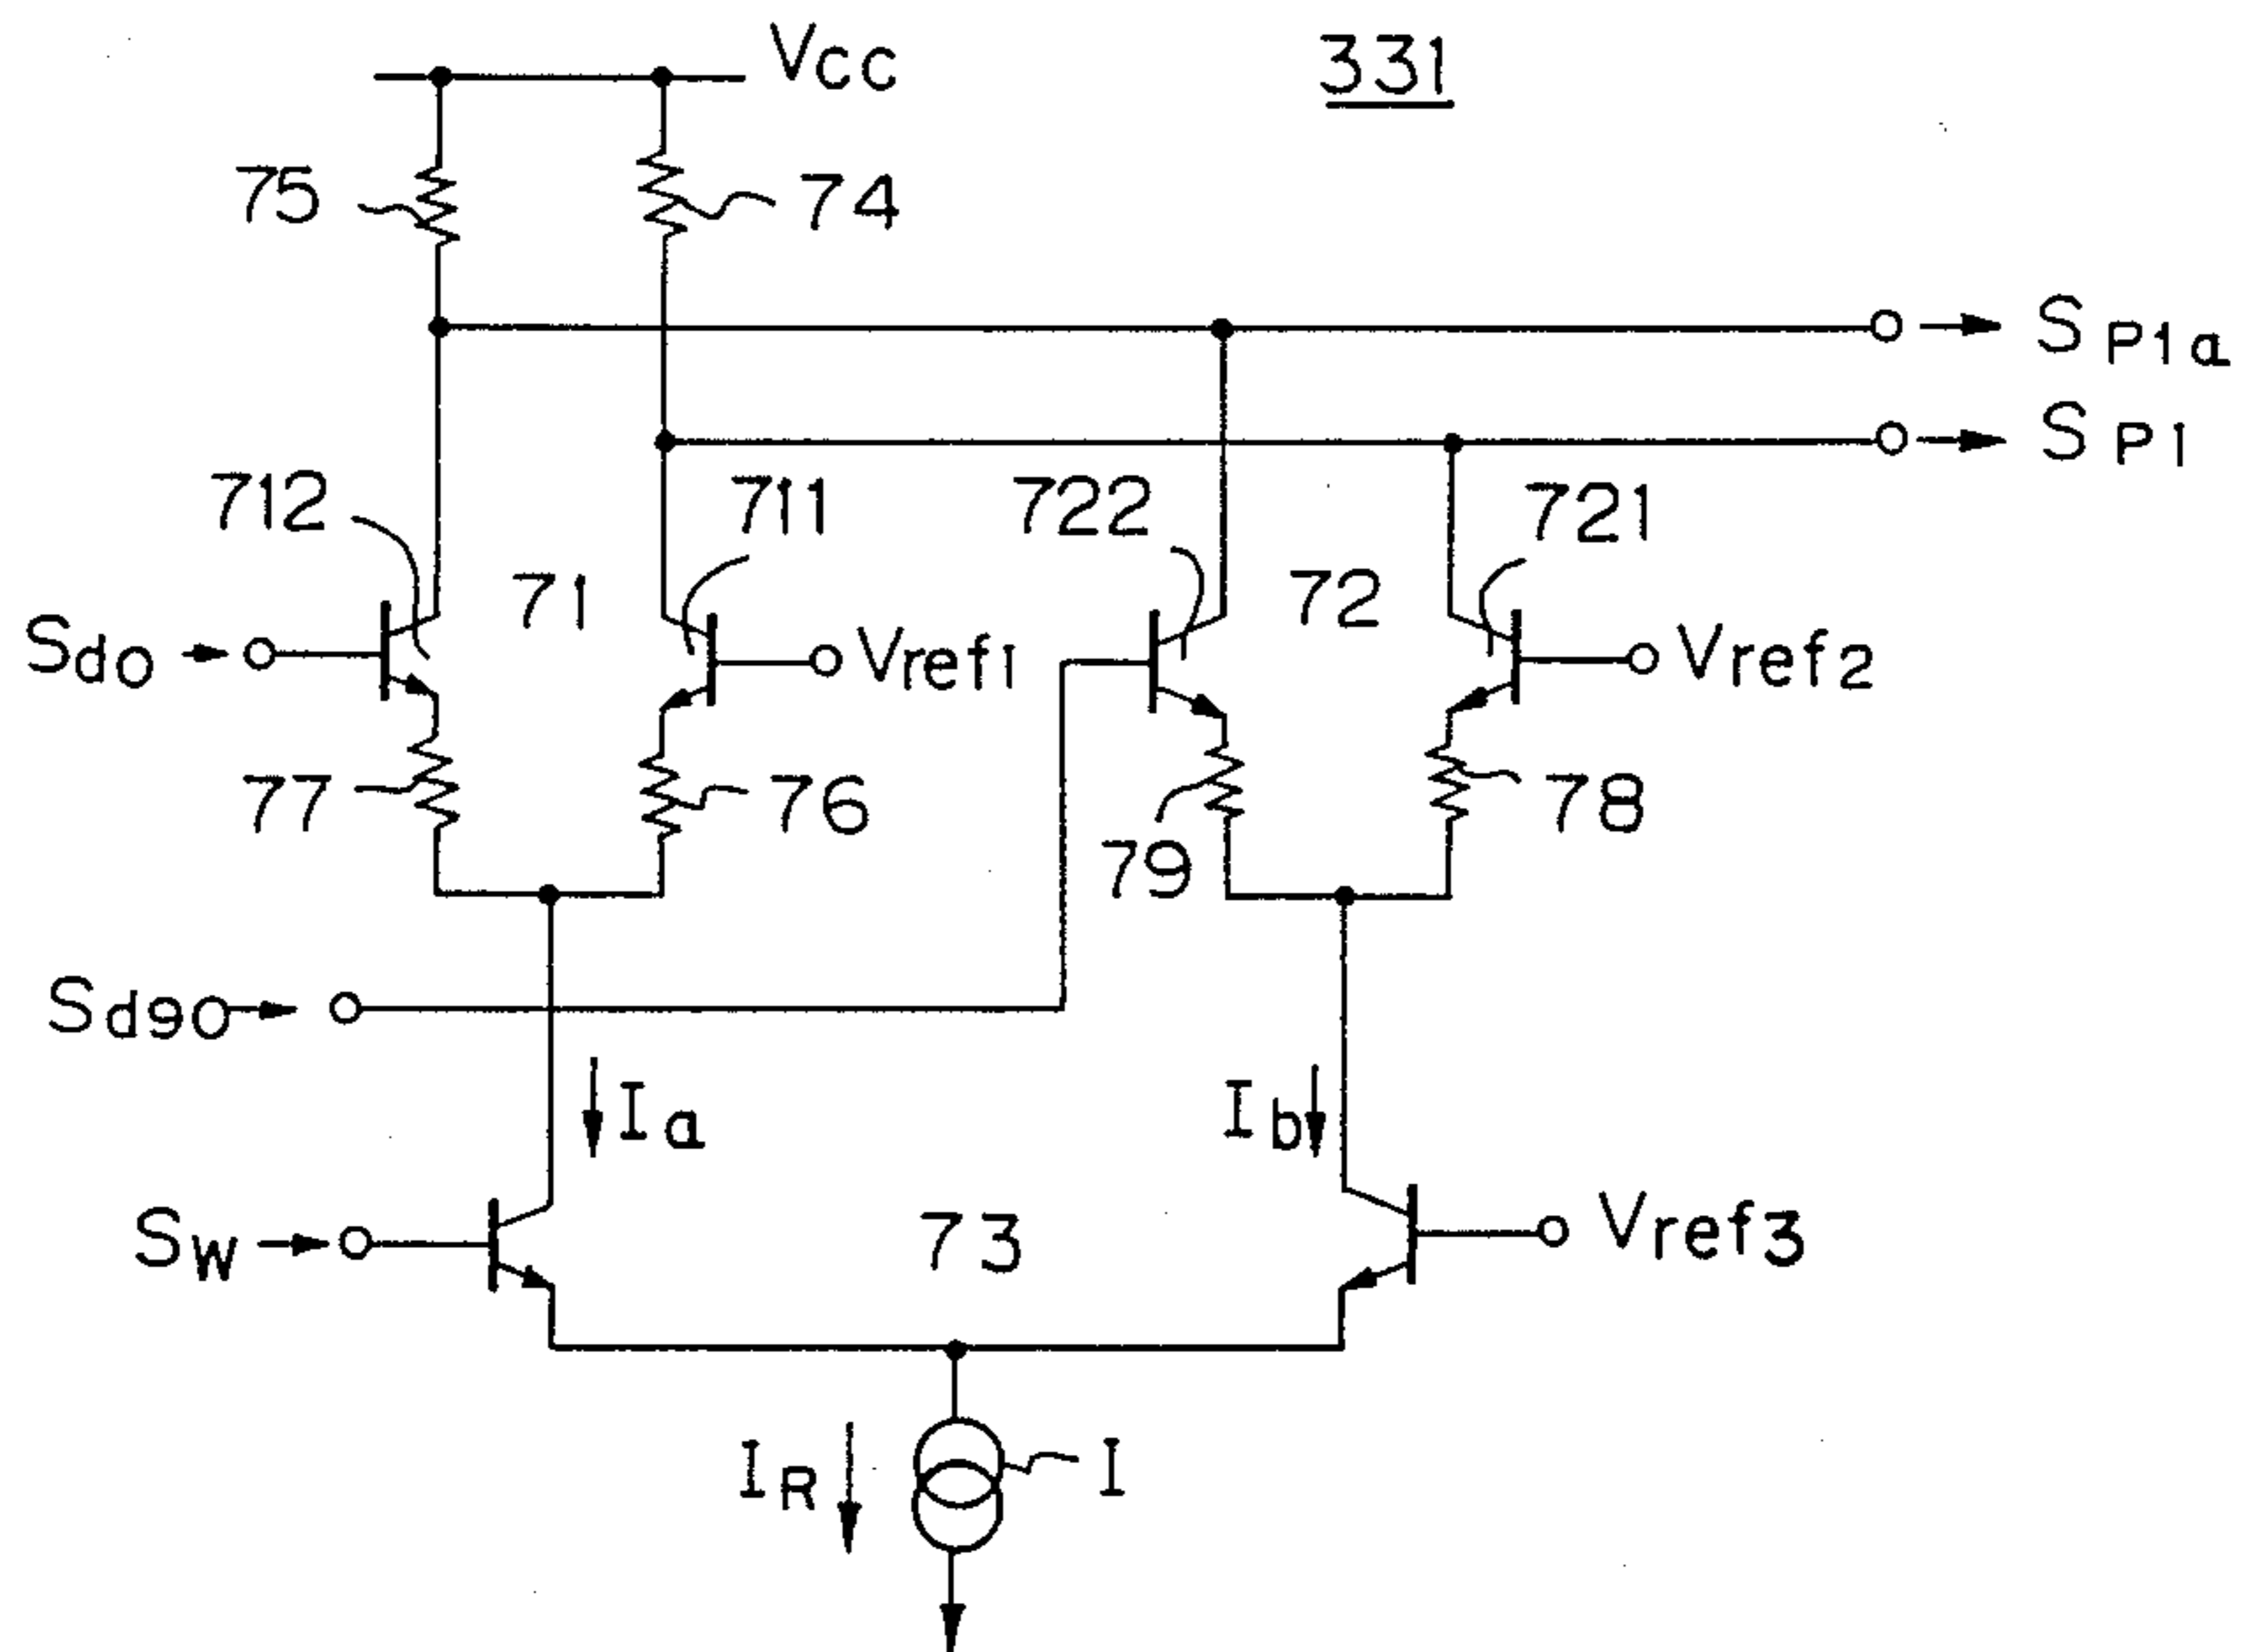 Vcc
331
75
74
SP1a
SP1
712
711
722
721
71
72
Sd0
Vref1
Vref2
77
76
79
78
Sd90
Ia
Ib
Sw
73
Vref3
IR
I